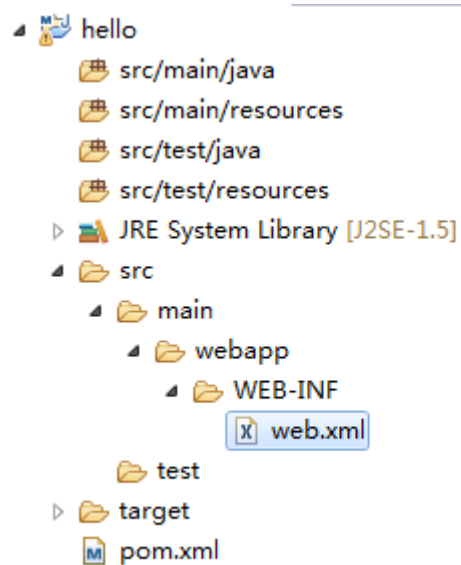 hello
src/main/java
src/main/resources
src/test/java
src/test/resources
JRE System Library [J2SE-1.5]
src
main
webapp
WEB-INF
web.xml
test
target
pom.xml